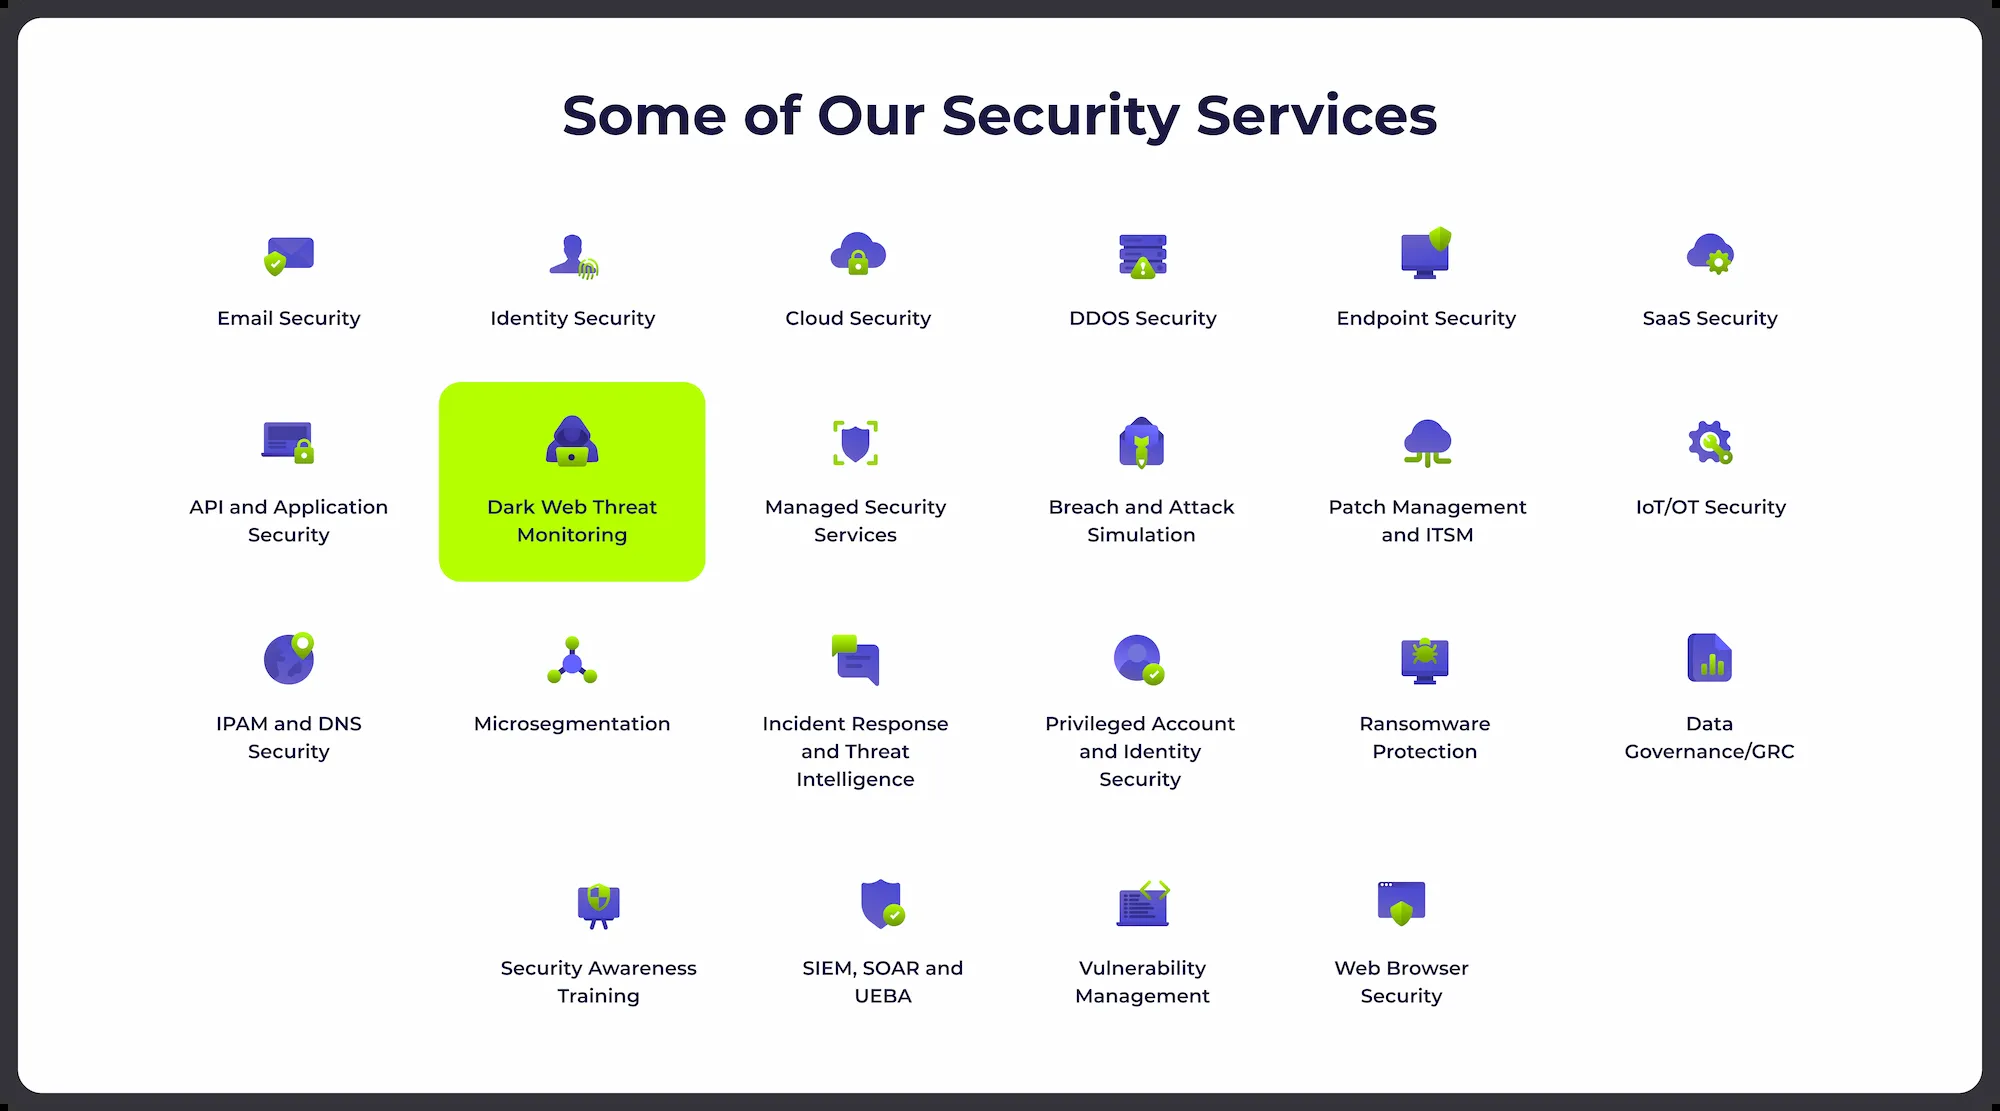 Some of Our Security Services
Email Security
Identity Security
Cloud Security
DDOS Security
Endpoint Security
SaaS Security
API and Application
Security
Dark Web Threat
Monitoring
Managed Security
Services
Breach and Attack
Simulation
Patch Management
and ITSM
IoT/OT Security
IPAM and DNS
Security
Microsegmentation
Incident Response
and Threat
Intelligence
Privileged Account
and Identity
Security
Ransomware
Protection
Data
Governance/GRC
Security Awareness
Training
SIEM, SOAR and
UEBA
Vulnerability
Management
Web Browser
Security